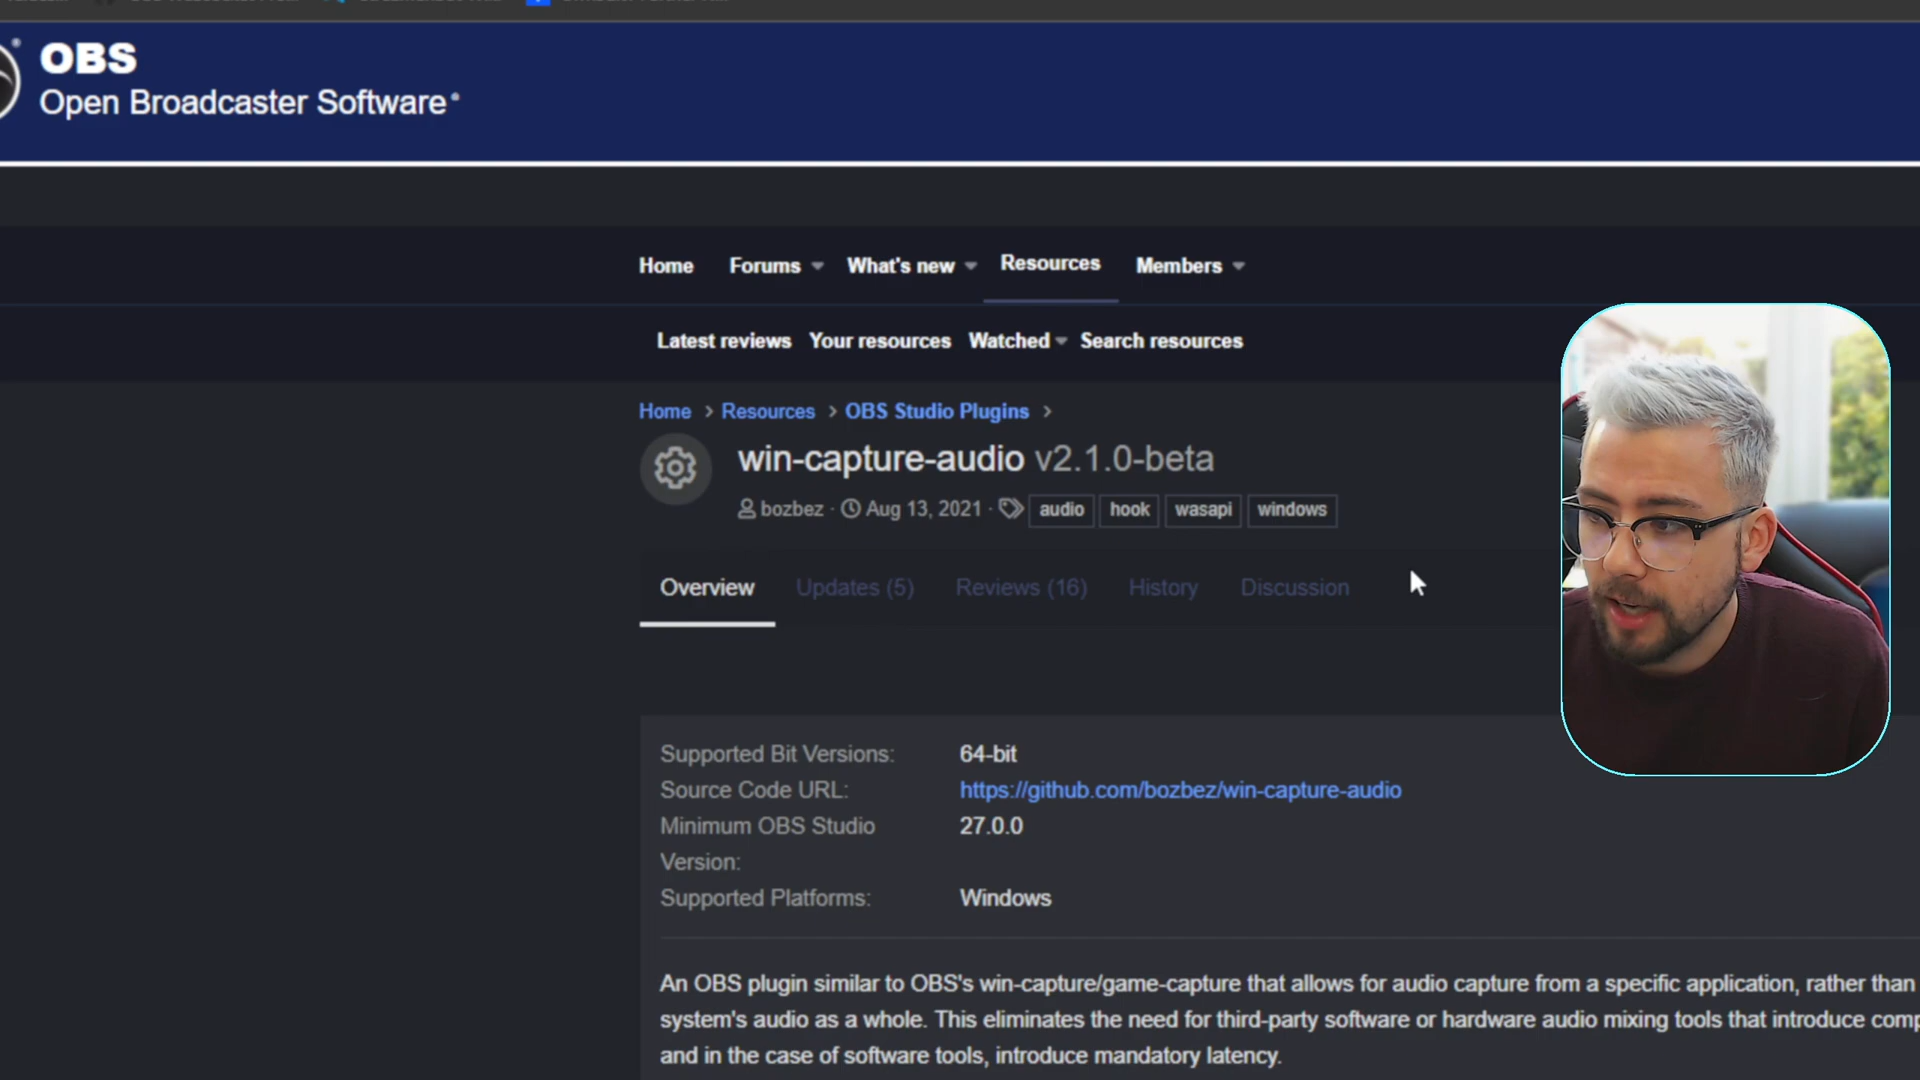 OBS
Open Broadcaster Software
Home Forums What's new Resources Members
Latest reviews Your resources Watched Search resources
Home > Resources > OBS Studio Plugins >
win-capture-audio v2.1.0-beta
bozbez · Aug 13, 2021 · audio hook wasapi windows
Overview Updates (5) Reviews (16) History Discussion
Supported Bit Versions: 64-bit
Source Code URL: https://github.com/bozbez/win-capture-audio
Minimum OBS Studio 27.0.0
Version:
Supported Platforms: Windows
An OBS plugin similar to OBS's win-capture/game-capture that allows for audio capture from a specific application, rather than
system's audio as a whole. This eliminates the need for third-party software or hardware audio mixing tools that introduce comp
and in the case of software tools, introduce mandatory latency.